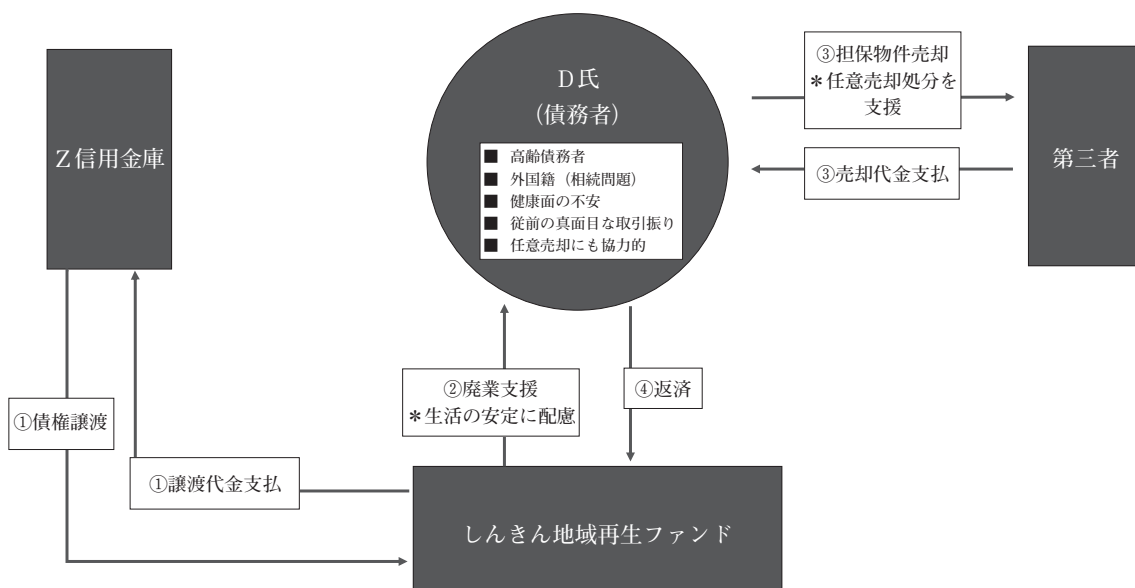 Ｚ信用金庫
Ｄ氏
（債務者）
■ 高齢債務者
■ 外国籍（相続問題）
■ 健康面の不安
■ 従前の真面目な取引振り
■ 任意売却にも協力的
③担保物件売却
＊任意売却処分を
支援
③売却代金支払
第三者
①債権譲渡
①譲渡代金支払
②廃業支援
＊生活の安定に配慮
④返済
しんきん地域再生ファンド